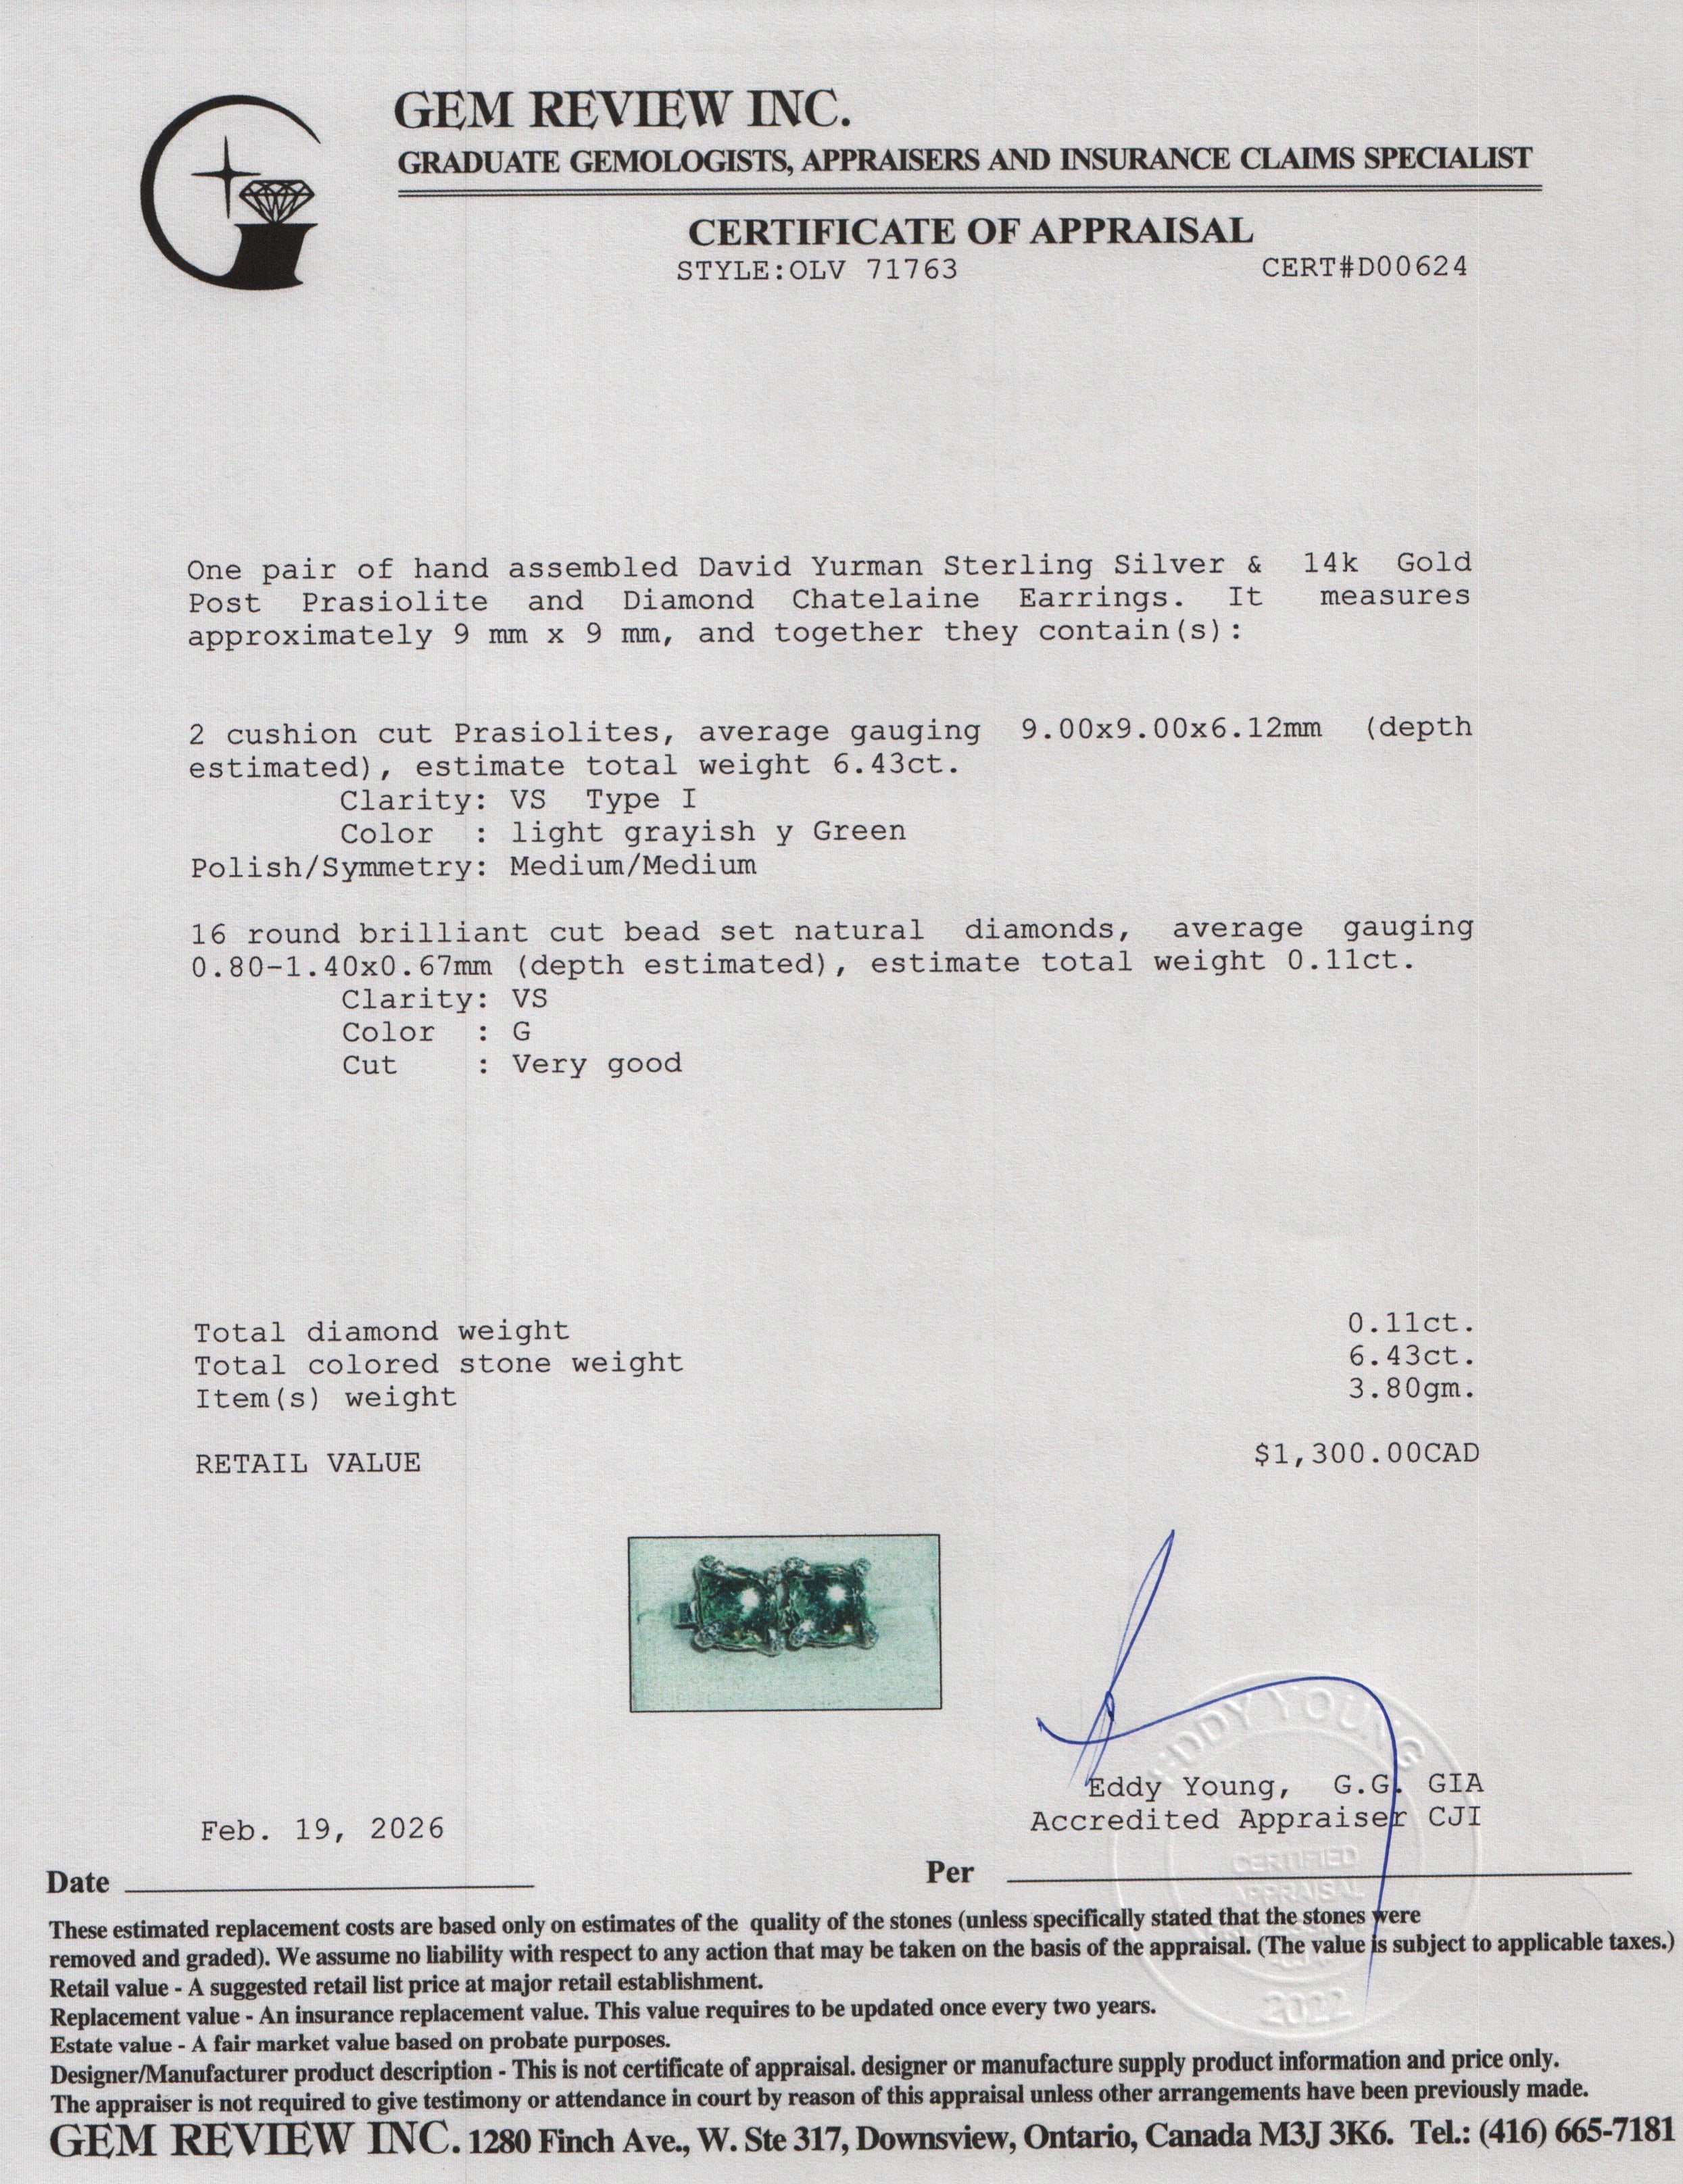 GEM REVIEW INC.
GRADUATE GEMOLOGISTS, APPRAISERS AND INSURANCE CLAIMS SPECIALIST
CERTIFICATE OF APPRAISAL
STYLE:OLV 71763 CERT#D00624
One pair of hand assembled David Yurman Sterling Silver & 14k Gold
Post Prasiolite and Diamond Chatelaine Earrings. It measures
approximately 9 mm x 9 mm, and together they contain(s):
2 cushion cut Prasiolites, average gauging 9.00x9.00x6.12mm (depth
estimated), estimate total weight 6.43ct.
Clarity: VS Type I
Color : light grayish y Green
Polish/Symmetry: Medium/Medium
16 round brilliant cut bead set natural diamonds, average gauging
0.80-1.40x0.67mm (depth estimated), estimate total weight 0.11ct.
Clarity: VS
Color : G
Cut : Very good
Total diamond weight 0.11ct.
Total colored stone weight 6.43ct.
Item(s) weight 3.80gm.
RETAIL VALUE $1,300.00CAD
EDDY YOUNG
Eddy Young, G.G. GIA
Accredited Appraiser CJI
CERTIFIED
APPRAISAL
2022
Feb. 19, 2026
Date Per
These estimated replacement costs are based only on estimates of the quality of the stones (unless specifically stated that the stones were
removed and graded). We assume no liability with respect to any action that may be taken on the basis of the appraisal. (The value is subject to applicable taxes.)
Retail value - A suggested retail list price at major retail establishment.
Replacement value - An insurance replacement value. This value requires to be updated once every two years.
Estate value - A fair market value based on probate purposes.
Designer/Manufacturer product description - This is not certificate of appraisal. designer or manufacture supply product information and price only.
The appraiser is not required to give testimony or attendance in court by reason of this appraisal unless other arrangements have been previously made.
GEM REVIEW INC. 1280 Finch Ave., W. Ste 317, Downsview, Ontario, Canada M3J 3K6. Tel.: (416) 665-7181